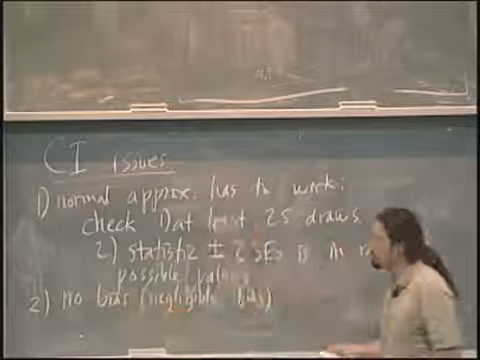 CI issues
1) normal approx. has to work:
check 1) at least 25 draws
2) statistic ± 2 SEs is in
possible values
2) no bias (negligible bias)